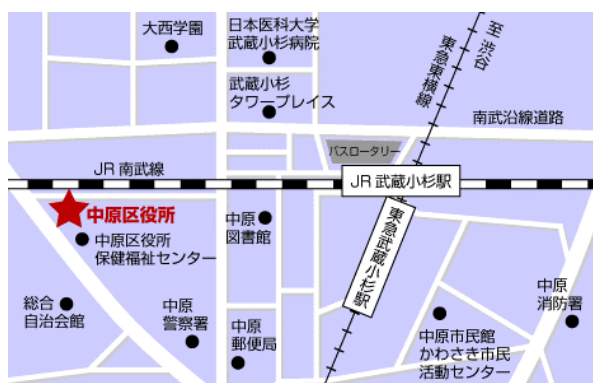 大西学園
日本医科大学
武蔵小杉病院
至 渋谷
東急東横線
武蔵小杉
タワープレイス
南武沿線道路
バスロータリー
JR 南武線
JR 武蔵小杉駅
中原区役所
中原区役所
保健福祉センター
中原
図書館
東急武蔵小杉駅
総合
自治会館
中原
警察署
中原
郵便局
中原市民館
かわさき市民
活動センター
中原
消防署